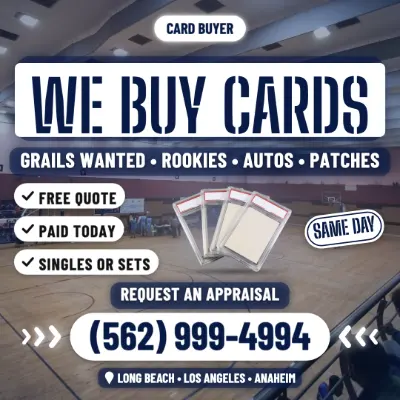 CARD BUYER
WE BUY CARDS
GRAILS WANTED • ROOKIES • AUTOS • PATCHES
✓ FREE QUOTE
✓ PAID TODAY
✓ SINGLES OR SETS
SAME DAY
REQUEST AN APPRAISAL
(562) 999-4994
LONG BEACH • LOS ANGELES • ANAHEIM